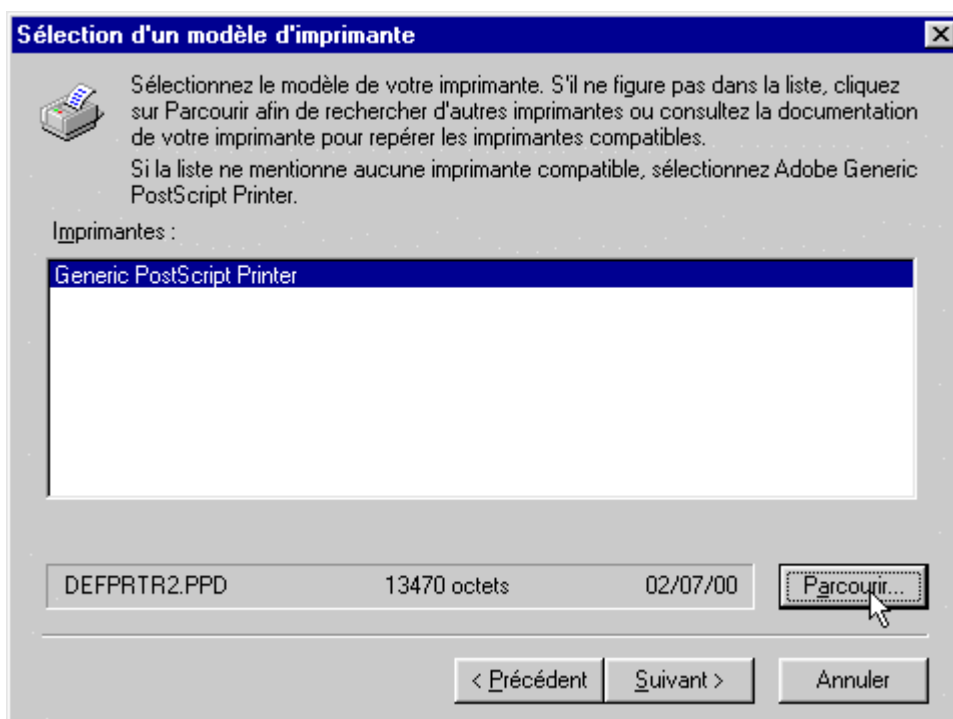 Sélection d'un modèle d'imprimante
Sélectionnez le modèle de votre imprimante. S'il ne figure pas dans la liste, cliquez
sur Parcourir afin de rechercher d'autres imprimantes ou consultez la documentation
de votre imprimante pour repérer les imprimantes compatibles.
Si la liste ne mentionne aucune imprimante compatible, sélectionnez Adobe Generic
PostScript Printer.
Imprimantes :
Generic PostScript Printer
DEFPRTR2.PPD 13470 octets 02/07/00 Parcourir...
< Précédent Suivant > Annuler